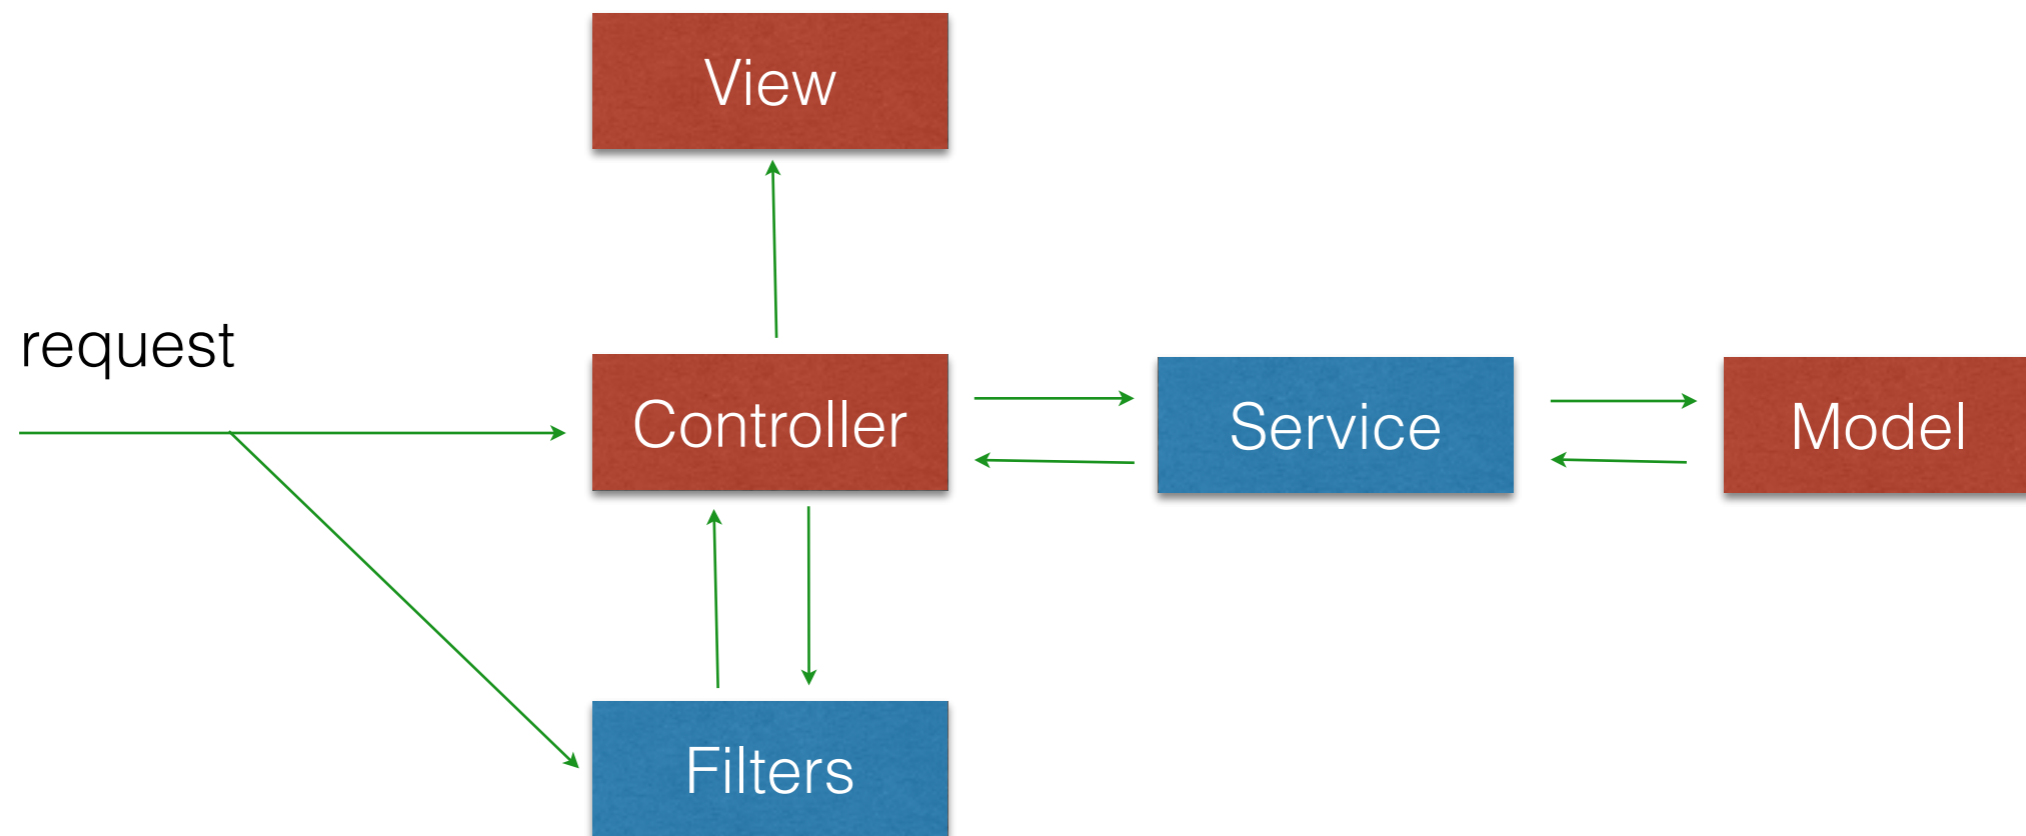 View
request
Controller
Service
Model
Filters